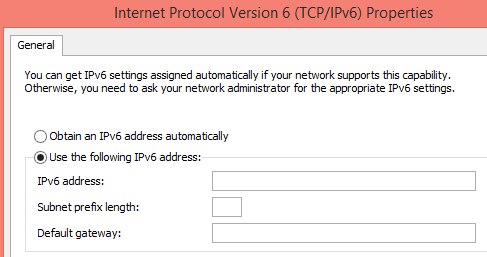 Internet Protocol Version 6 (TCP/IPv6) Properties
General
You can get IPv6 settings assigned automatically if your network supports this capability.
Otherwise, you need to ask your network administrator for the appropriate IPv6 settings.
Obtain an IPv6 address automatically
Use the following IPv6 address:
IPv6 address:
Subnet prefix length:
Default gateway: